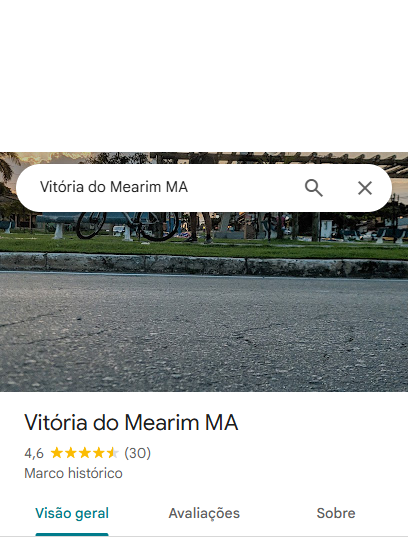 Vitória do Mearim MA
Vitória do Mearim MA
4,6 (30)
Marco histórico
Visão geral Avaliações Sobre